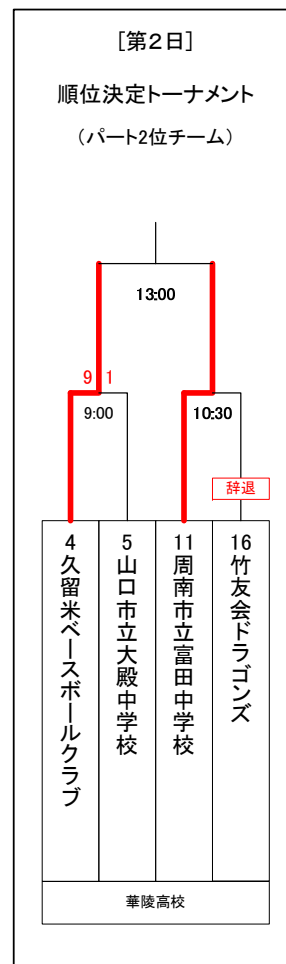 [第2日]
順位決定トーナメント
(パート2位チーム)
13:00
9 1
9:00
10:30
辞退
4 久留米ベースボールクラブ
5 山口市立大殿中学校
11 周南市立富田中学校
16 竹友会ドラゴンズ
華陵高校